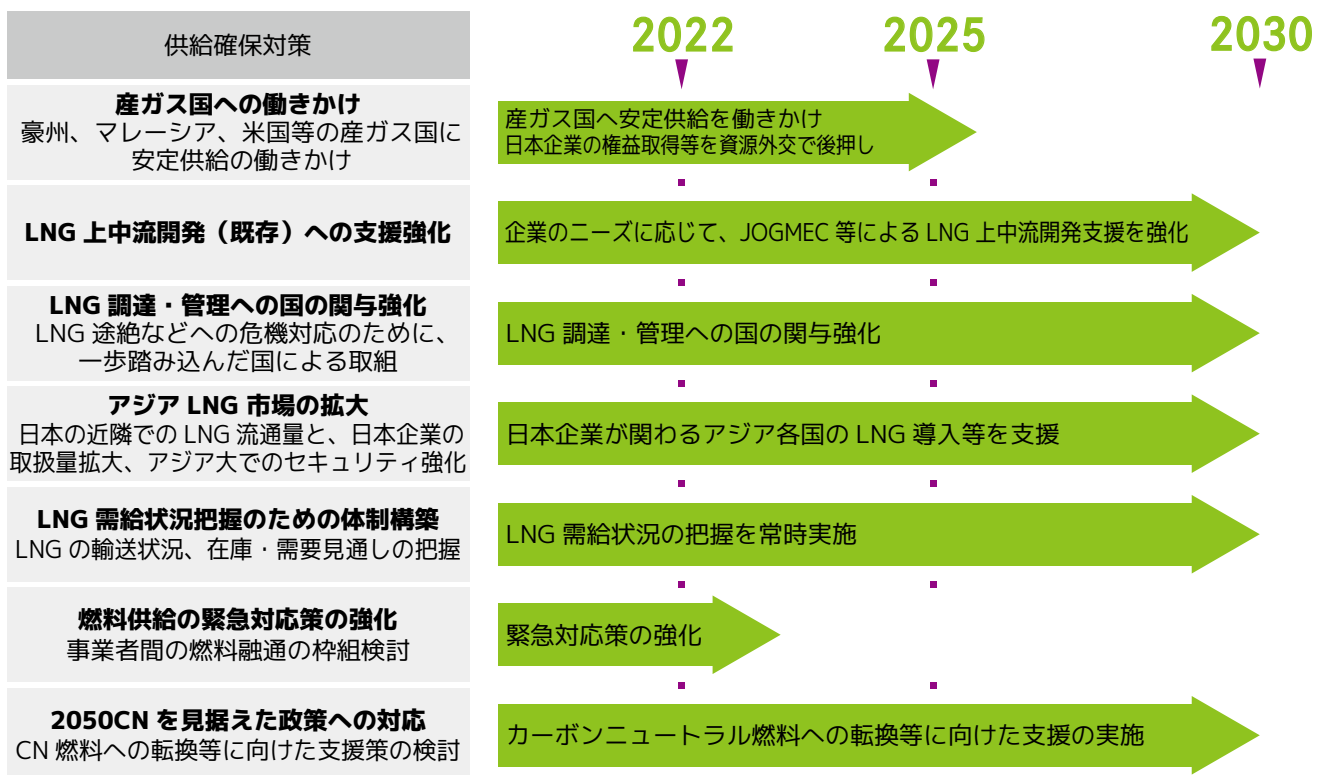 供給確保対策
2022
2025
2030
産ガス国への働きかけ
豪州、マレーシア、米国等の産ガス国に
安定供給の働きかけ
産ガス国へ安定供給を働きかけ
日本企業の権益取得等を資源外交で後押し
LNG 上中流開発（既存）への支援強化
企業のニーズに応じて、JOGMEC 等による LNG 上中流開発支援を強化
LNG 調達・管理への国の関与強化
LNG 途絶などへの危機対応のために、
一歩踏み込んだ国による取組
LNG 調達・管理への国の関与強化
アジア LNG 市場の拡大
日本の近隣での LNG 流通量と、日本企業の
取扱量拡大、アジア大でのセキュリティ強化
日本企業が関わるアジア各国の LNG 導入等を支援
LNG 需給状況把握のための体制構築
LNG の輸送状況、在庫・需要見通しの把握
LNG 需給状況の把握を常時実施
燃料供給の緊急対応策の強化
事業者間の燃料融通の枠組検討
緊急対応策の強化
2050CN を見据えた政策への対応
CN 燃料への転換等に向けた支援策の検討
カーボンニュートラル燃料への転換等に向けた支援の実施